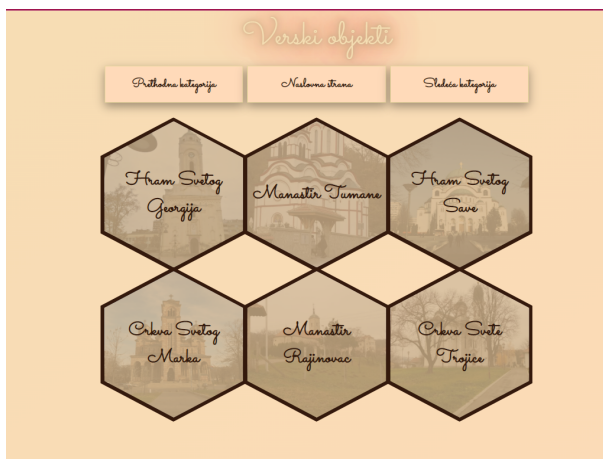 Verski objekti
Prethodna kategorija
Naslovna strana
Sledeća kategorija
Hram Svetog
Georgija
Manastir Tumane
Hram Svetog
Save
Crkva Svetog
Marka
Manastir
Rajinovac
Crkva Svete
Trojice